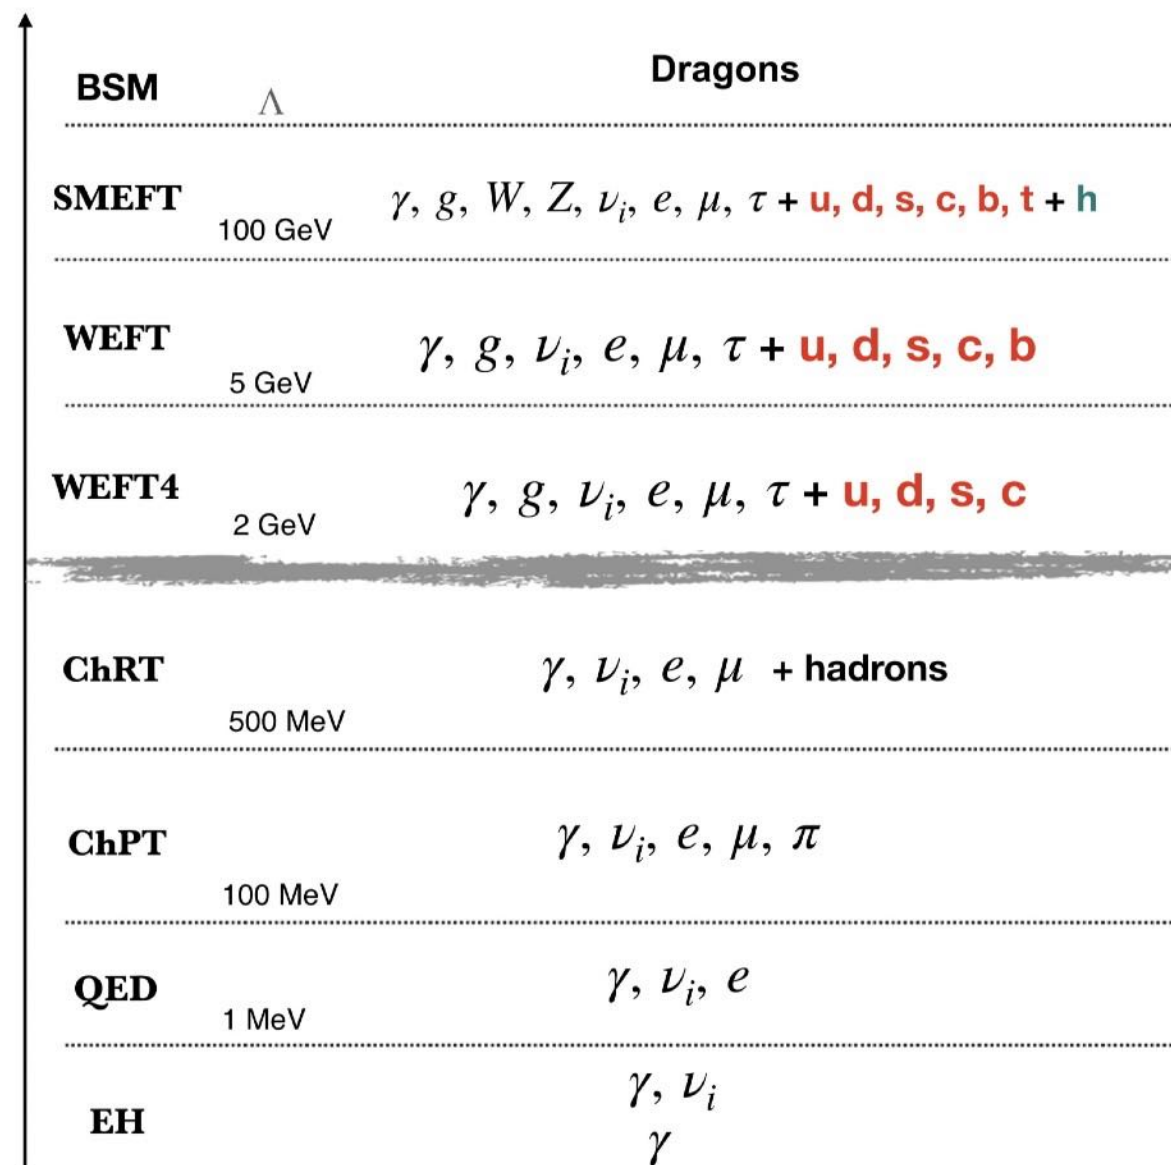 BSM Dragons
Λ
SMEFT γ, g, W, Z, νᵢ, e, μ, τ + u, d, s, c, b, t + h
100 GeV
WEFT γ, g, νᵢ, e, μ, τ + u, d, s, c, b
5 GeV
WEFT4 γ, g, νᵢ, e, μ, τ + u, d, s, c
2 GeV
ChRT γ, νᵢ, e, μ + hadrons
500 MeV
ChPT γ, νᵢ, e, μ, π
100 MeV
QED γ, νᵢ, e
1 MeV
γ, νᵢ
EH
γ